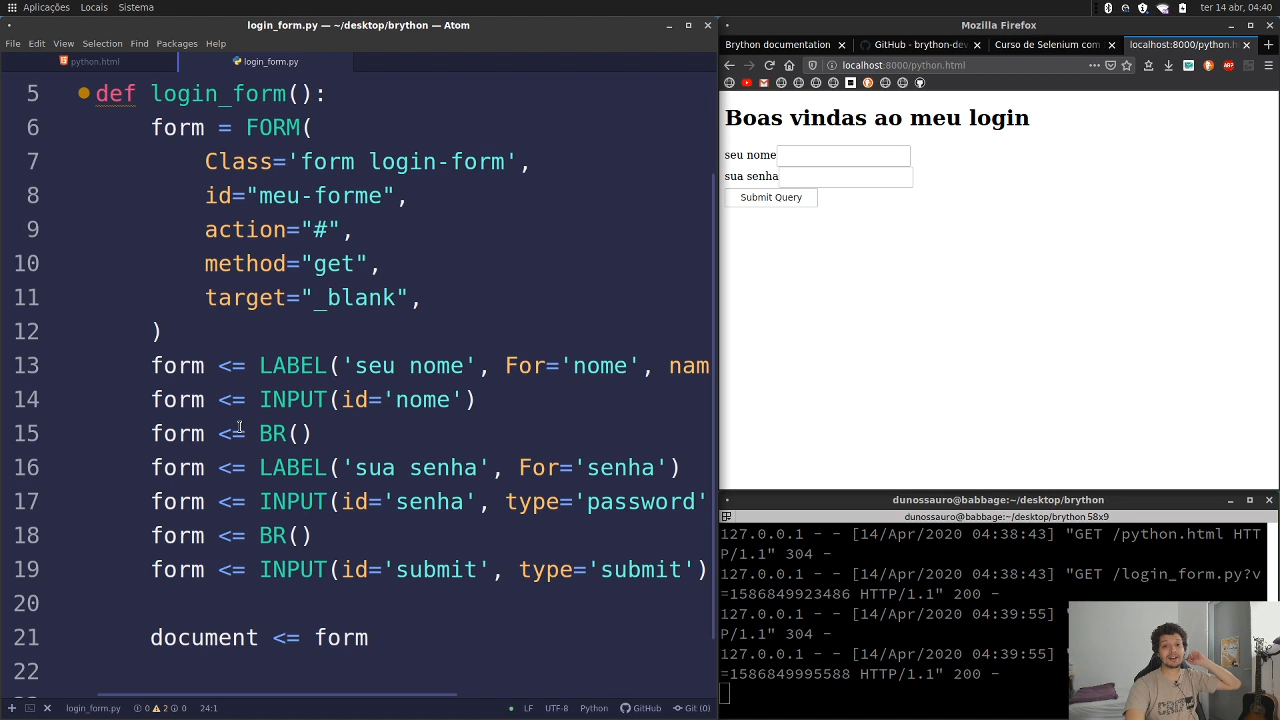 Aplicações Locais Sistema ter 14 abr, 04:40
login_form.py — ~/desktop/brython — Atom
File Edit View Selection Find Packages Help
python.html login_form.py
5 def login_form():
6 form = FORM(
7 Class='form login-form',
8 id="meu-forme",
9 action="#",
10 method="get",
11 target="_blank",
12 )
13 form <= LABEL('seu nome', For='nome', nam
14 form <= INPUT(id='nome')
15 form <= BR()
16 form <= LABEL('sua senha', For='senha')
17 form <= INPUT(id='senha', type='password'
18 form <= BR()
19 form <= INPUT(id='submit', type='submit')
20
21 document <= form
22
login_form.py 0 2 0 24:1 LF UTF-8 Python GitHub Git (0)
Mozilla Firefox
Brython documentation GitHub - brython-dev Curso de Selenium com localhost:8000/python.h
localhost:8000/python.html
Boas vindas ao meu login
seu nome
sua senha
Submit Query
dunossauro@babbage:~/desktop/brython
dunossauro@babbage:~/desktop/brython 58x9
127.0.0.1 - - [14/Apr/2020 04:38:43] "GET /python.html HTT
P/1.1" 304 -
127.0.0.1 - - [14/Apr/2020 04:38:43] "GET /login_form.py?v
=1586849923486 HTTP/1.1" 200 -
127.0.0.1 - - [14/Apr/2020 04:39:55]
P/1.1" 304 -
127.0.0.1 - - [14/Apr/2020 04:39:55]
=1586849995588 HTTP/1.1" 200 -